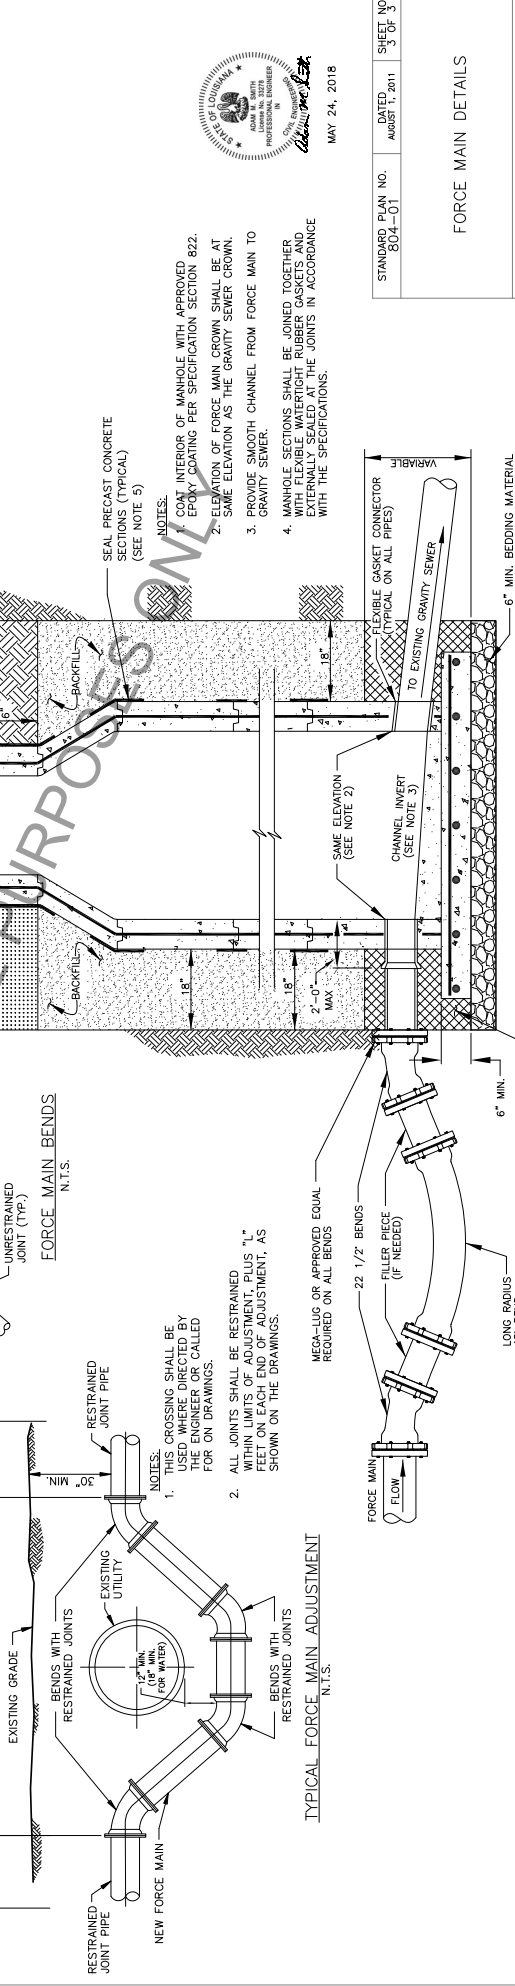 EXISTING GRADE
30" MIN.
RESTRAINED
JOINT PIPE
BENDS WITH
RESTRAINED JOINTS
EXISTING
UTILITY
12" MIN.
(18" MIN.
FOR WATER)
BENDS WITH
RESTRAINED JOINTS
NEW FORCE MAIN
RESTRAINED
JOINT PIPE
NOTES:
1. THIS CROSSING SHALL BE
USED WHERE DIRECTED BY
THE ENGINEER OR CALLED
FOR ON DRAWINGS.
2. ALL JOINTS SHALL BE RESTRAINED
WITHIN LIMITS OF ADJUSTMENT, PLUS "L"
FEET ON EACH END OF ADJUSTMENT, AS
SHOWN ON THE DRAWINGS.
TYPICAL FORCE MAIN ADJUSTMENT
N.T.S.
UNRESTRAINED
JOINT (TYP.)
FORCE MAIN BENDS
N.T.S.
MEGA-LUG OR APPROVED EQUAL
REQUIRED ON ALL BENDS
22 1/2° BENDS
FILLER PIECE
(IF NEEDED)
FORCE MAIN
FLOW
LONG RADIUS
6" MIN.
BACKFILL
BACKFILL
6"
18"
18"
18"
2'-0"
MAX
SAME ELEVATION
(SEE NOTE 2)
CHANNEL INVERT
(SEE NOTE 3)
TO EXISTING GRAVITY SEWER
FLEXIBLE GASKET CONNECTOR
(TYPICAL ON ALL PIPES)
VARIABLE
6" MIN. BEDDING MATERIAL
SEAL PRECAST CONCRETE
SECTIONS (TYPICAL)
(SEE NOTE 5)
NOTES:
1. COAT INTERIOR OF MANHOLE WITH APPROVED
EPOXY COATING PER SPECIFICATION SECTION 822.
2. ELEVATION OF FORCE MAIN CROWN SHALL BE AT
SAME ELEVATION AS THE GRAVITY SEWER CROWN.
3. PROVIDE SMOOTH CHANNEL FROM FORCE MAIN TO
GRAVITY SEWER.
4. MANHOLE SECTIONS SHALL BE JOINED TOGETHER
WITH FLEXIBLE WATERTIGHT RUBBER GASKETS AND
EXTERNALLY SEALED AT THE JOINTS IN ACCORDANCE
WITH THE SPECIFICATIONS.
PURPOSES ONLY
STATE OF LOUISIANA
ADAM M. SMITH
License No. 33278
PROFESSIONAL ENGINEER
IN
CIVIL ENGINEERING
MAY 24, 2018
STANDARD PLAN NO.
804-01
DATED
AUGUST 1, 2011
SHEET NO.
3 OF 3
FORCE MAIN DETAILS